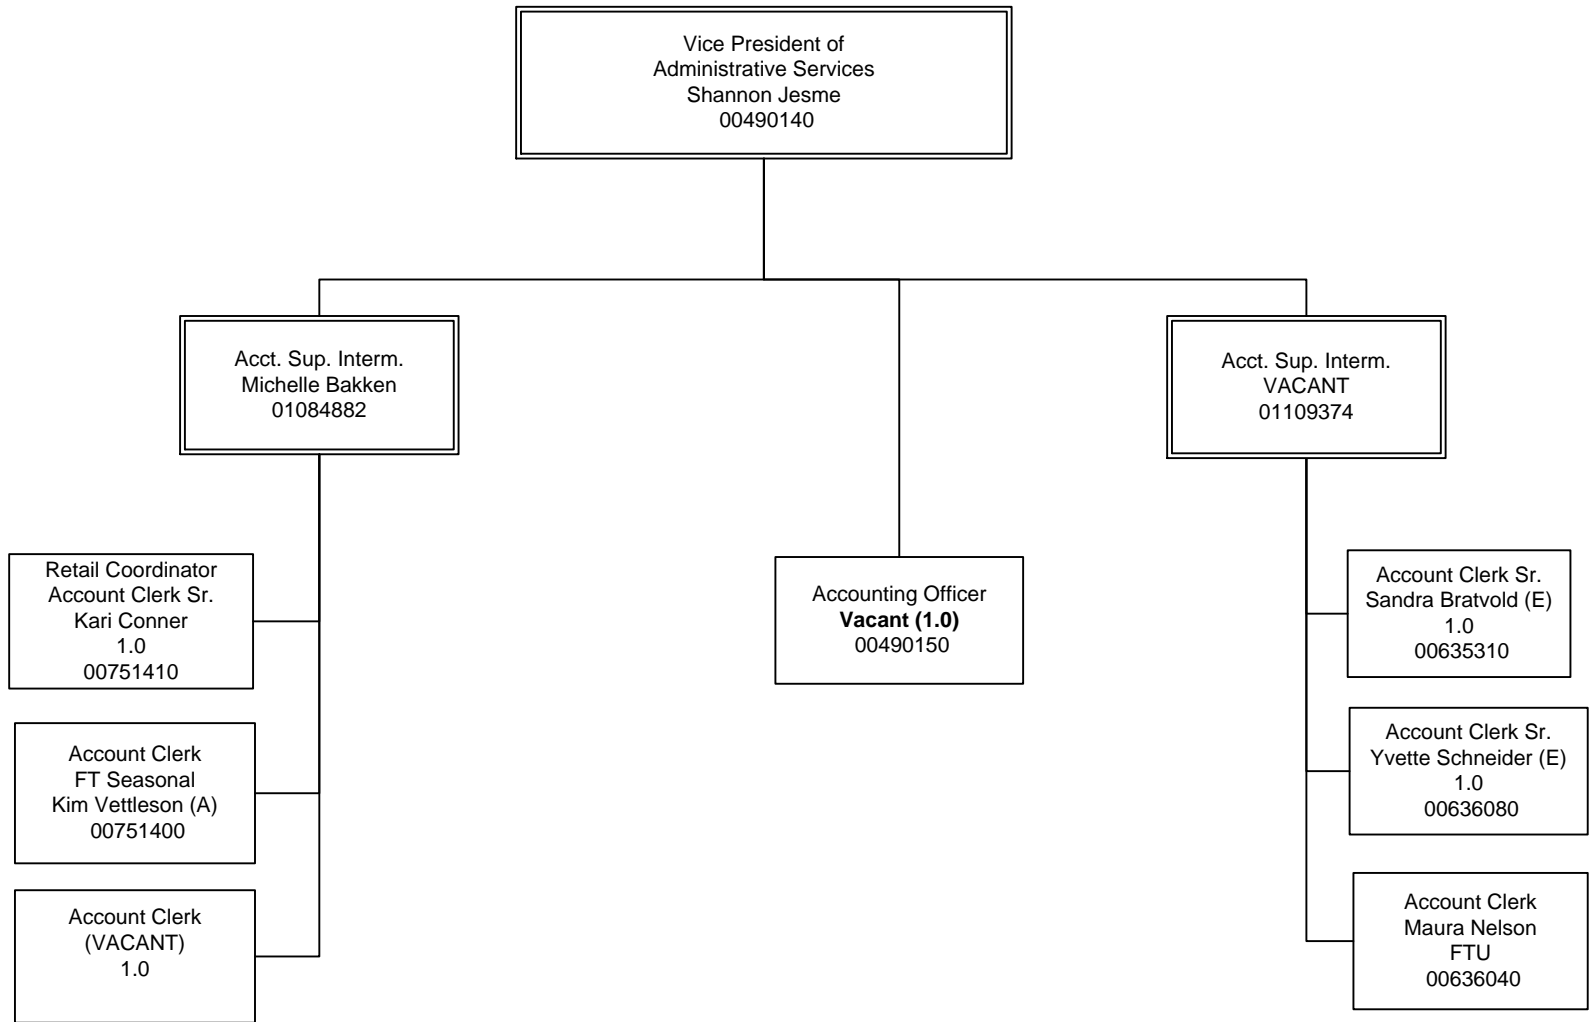 Vice President of
Administrative Services
Shannon Jesme
00490140
Acct. Sup. Interm.
Michelle Bakken
01084882
Acct. Sup. Interm.
VACANT
01109374
Retail Coordinator
Account Clerk Sr.
Kari Conner
1.0
00751410
Account Clerk
FT Seasonal
Kim Vettleson (A)
00751400
Account Clerk
(VACANT)
1.0
Accounting Officer
Vacant (1.0)
00490150
Account Clerk Sr.
Sandra Bratvold (E)
1.0
00635310
Account Clerk Sr.
Yvette Schneider (E)
1.0
00636080
Account Clerk
Maura Nelson
FTU
00636040